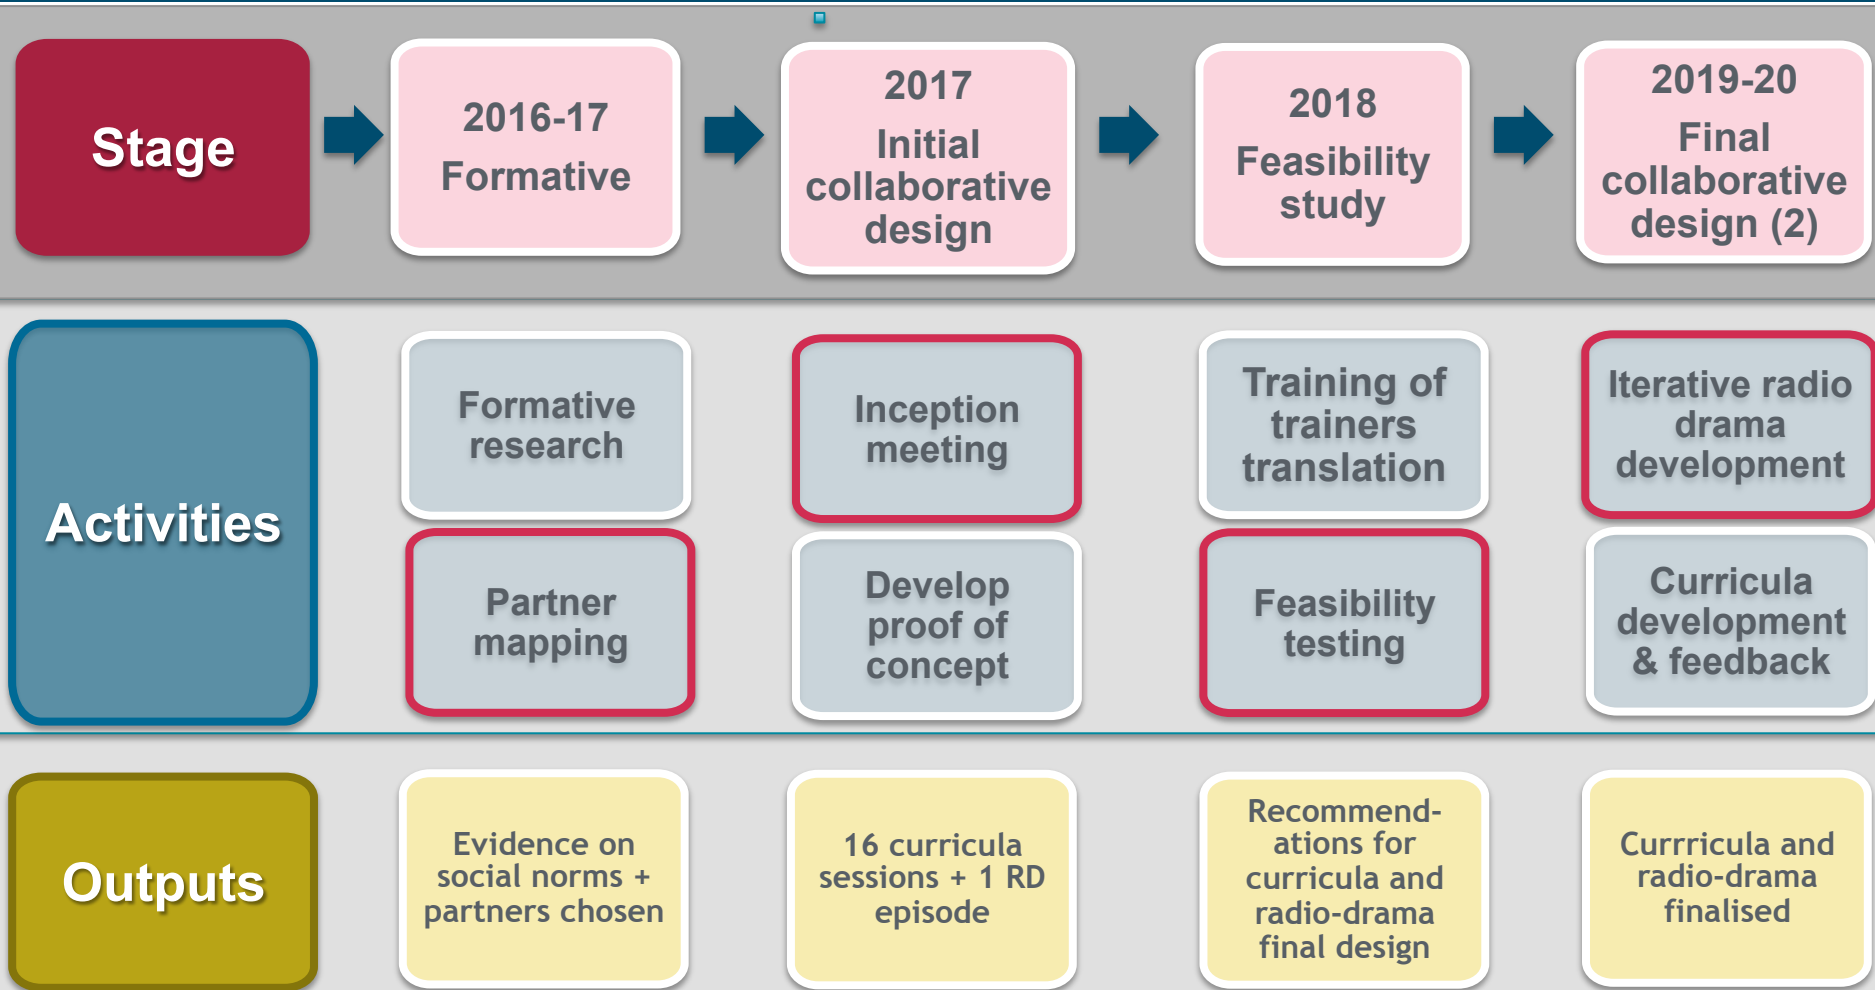 Stage
2016-17
Formative
2017
Initial
collaborative
design
2018
Feasibility
study
2019-20
Final
collaborative
design (2)
Activities
Formative
research
Inception
meeting
Training of
trainers
translation
Iterative radio
drama
development
Partner
mapping
Develop
proof of
concept
Feasibility
testing
Curricula
development
& feedback
Outputs
Evidence on
social norms +
partners chosen
16 curricula
sessions + 1 RD
episode
Recommend-
ations for
curricula and
radio-drama
final design
Currricula and
radio-drama
finalised